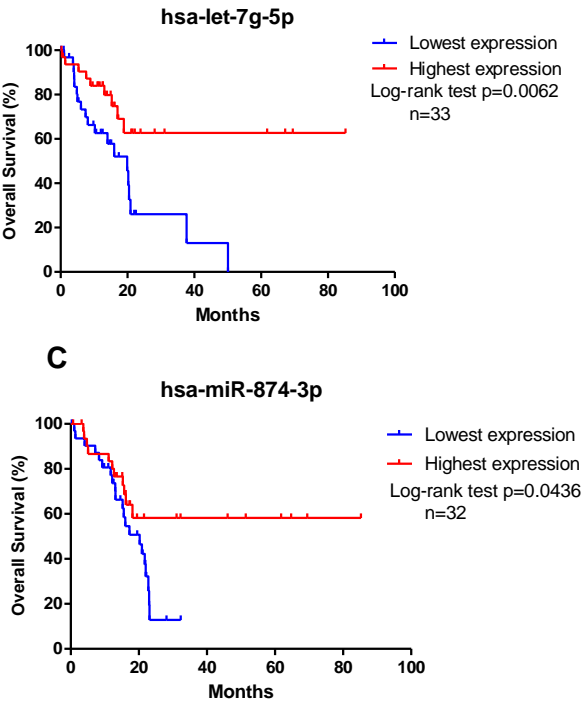 hsa-let-7g-5p
Overall Survival (%)
100
80
60
40
20
0
0 20 40 60 80 100
Months
Lowest expression
Highest expression
Log-rank test p=0.0062
n=33
C
hsa-miR-874-3p
Overall Survival (%)
100
80
60
40
20
0
0 20 40 60 80 100
Months
Lowest expression
Highest expression
Log-rank test p=0.0436
n=32